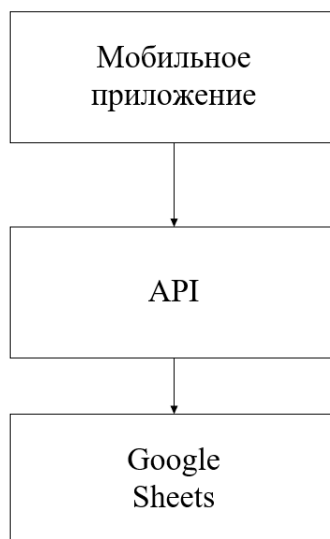 Мобильное
приложение
API
Google
Sheets